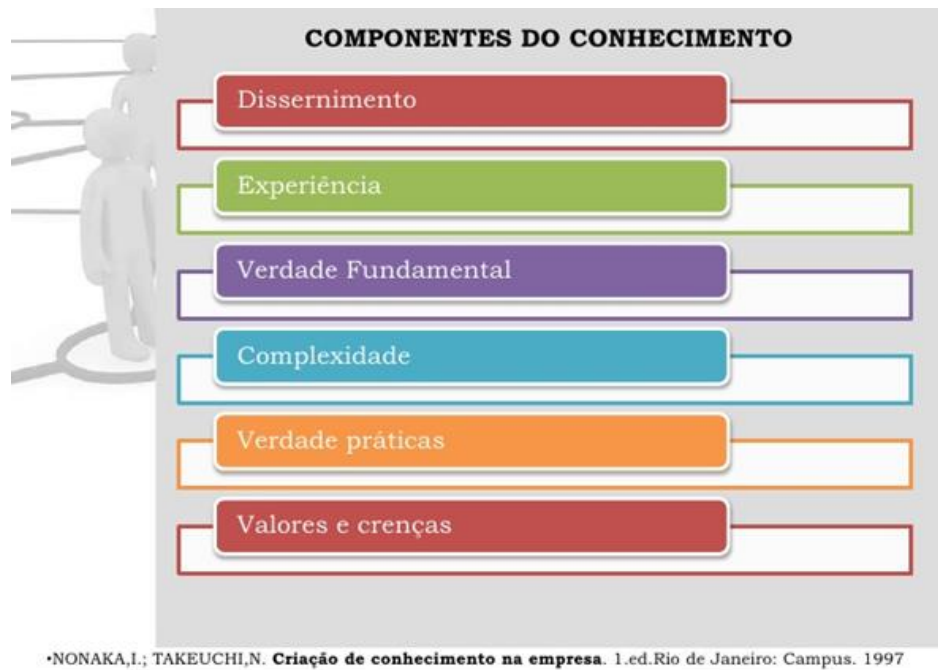 COMPONENTES DO CONHECIMENTO
Dissernimento
Experiência
Verdade Fundamental
Complexidade
Verdade práticas
Valores e crenças
•NONAKA,I.; TAKEUCHI,N. Criação de conhecimento na empresa. 1.ed.Rio de Janeiro: Campus. 1997